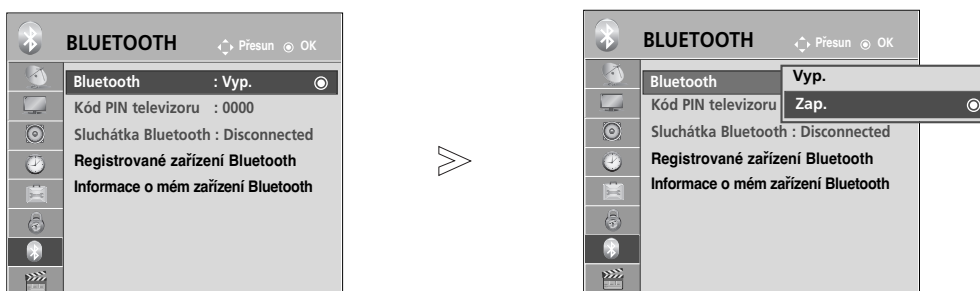 BLUETOOTH Přesun OK
Bluetooth : Vyp.
Kód PIN televizoru : 0000
Sluchátka Bluetooth : Disconnected
Registrované zařízení Bluetooth
Informace o mém zařízení Bluetooth
BLUETOOTH Přesun OK
Bluetooth Vyp.
Kód PIN televizoru Zap.
Sluchátka Bluetooth : Disconnected
Registrované zařízení Bluetooth
Informace o mém zařízení Bluetooth